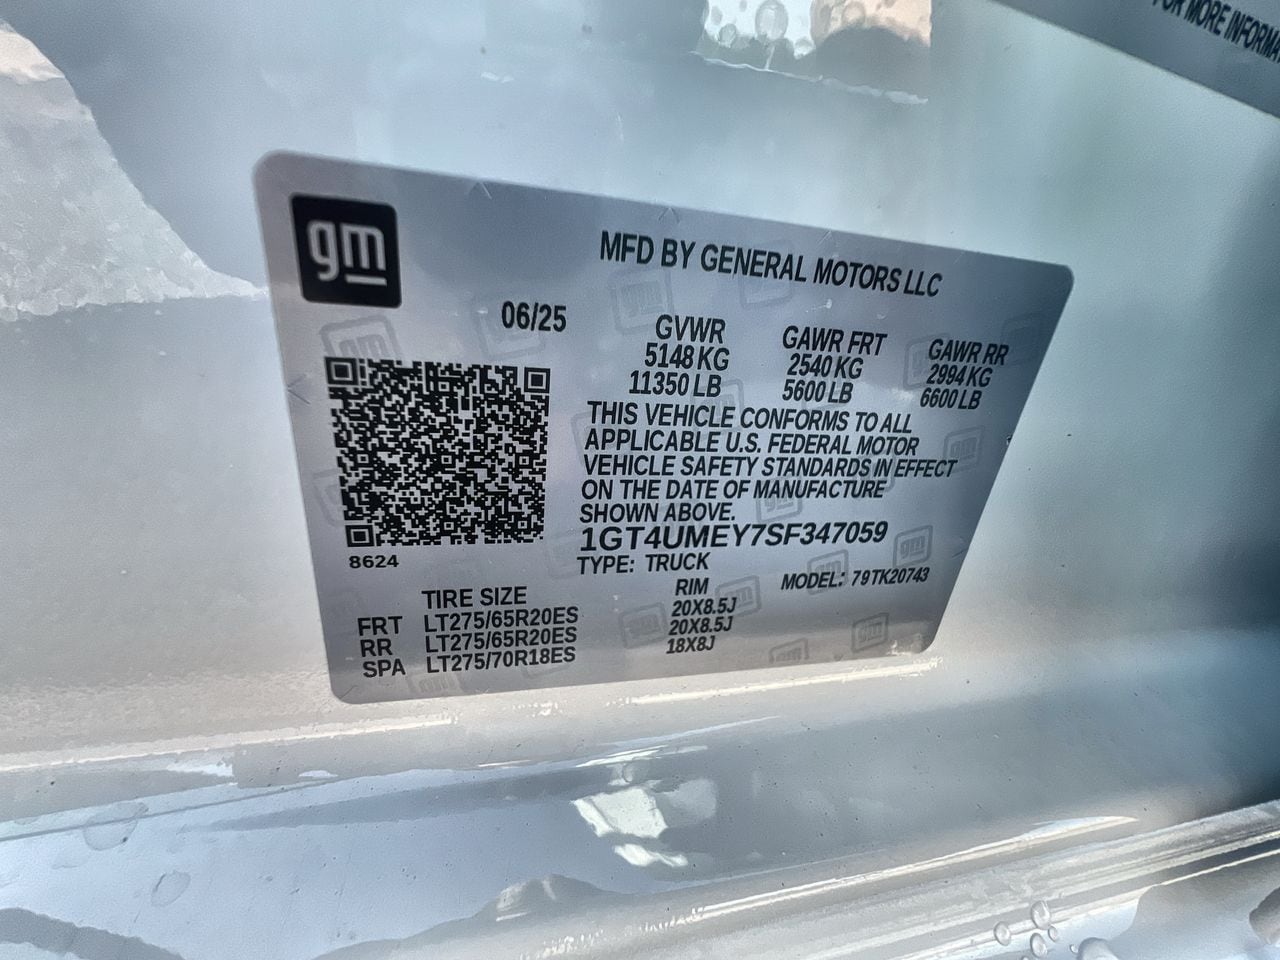 FOR MORE INFORMA
gm
MFD BY GENERAL MOTORS LLC
06/25
GVWR GAWR FRT GAWR RR
5148 KG 2540 KG 2994 KG
11350 LB 5600 LB 6600 LB
THIS VEHICLE CONFORMS TO ALL
APPLICABLE U.S. FEDERAL MOTOR
VEHICLE SAFETY STANDARDS IN EFFECT
ON THE DATE OF MANUFACTURE
SHOWN ABOVE.
1GT4UMEY7SF347059
8624
TYPE: TRUCK MODEL: 79TK20743
TIRE SIZE RIM
FRT LT275/65R20ES 20X8.5J
RR LT275/65R20ES 20X8.5J
SPA LT275/70R18ES 18X8J